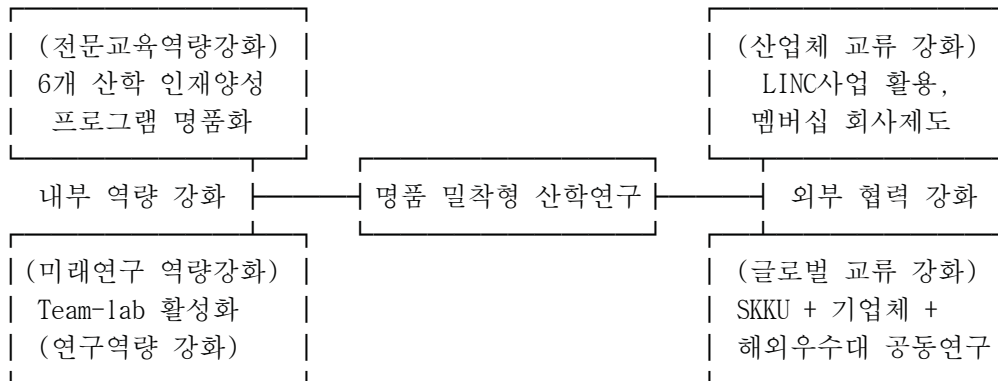 (전문교육역량강화)
6개 산학 인재양성
프로그램 명품화
(산업체 교류 강화)
LINC사업 활용,
멤버십 회사제도
내부 역량 강화
명품 밀착형 산학연구
외부 협력 강화
(미래연구 역량강화)
Team-lab 활성화
(연구역량 강화)
(글로벌 교류 강화)
SKKU + 기업체 +
해외우수대 공동연구